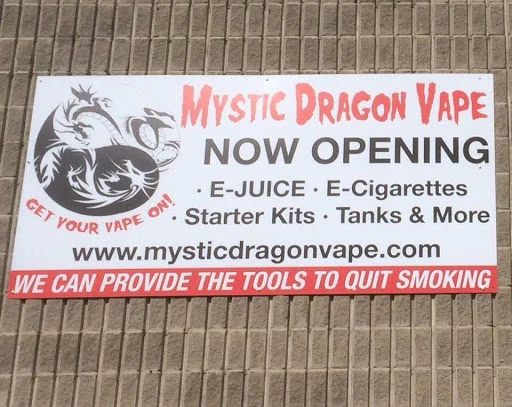 MYSTIC DRAGON VAPE
NOW OPENING
· E-JUICE · E-Cigarettes
· Starter Kits · Tanks & More
GET YOUR VAPE ON!
www.mysticdragonvape.com
WE CAN PROVIDE THE TOOLS TO QUIT SMOKING